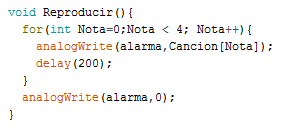 void Reproducir(){
  for(int Nota=0;Nota < 4; Nota++){
    analogWrite(alarma,Cancion[Nota]);
    delay(200);
  }
  analogWrite(alarma,0);
}